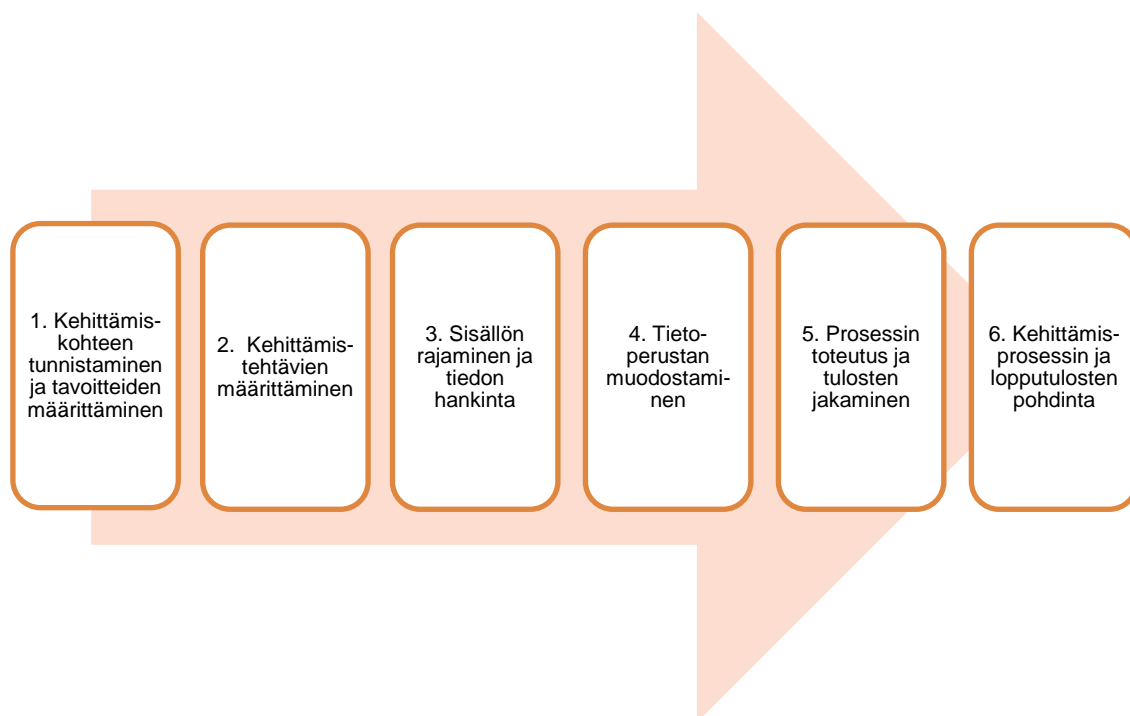 1. Kehittämis-
kohteen
tunnistaminen
ja tavoitteiden
määrittäminen
2. Kehittämis-
tehtävien
määrittäminen
3. Sisällön
rajaminen ja
tiedon
hankinta
4. Tieto-
perustan
muodostami-
nen
5. Prosessin
toteutus ja
tulosten
jakaminen
6. Kehittämis-
prosessin ja
lopputulosten
pohdinta